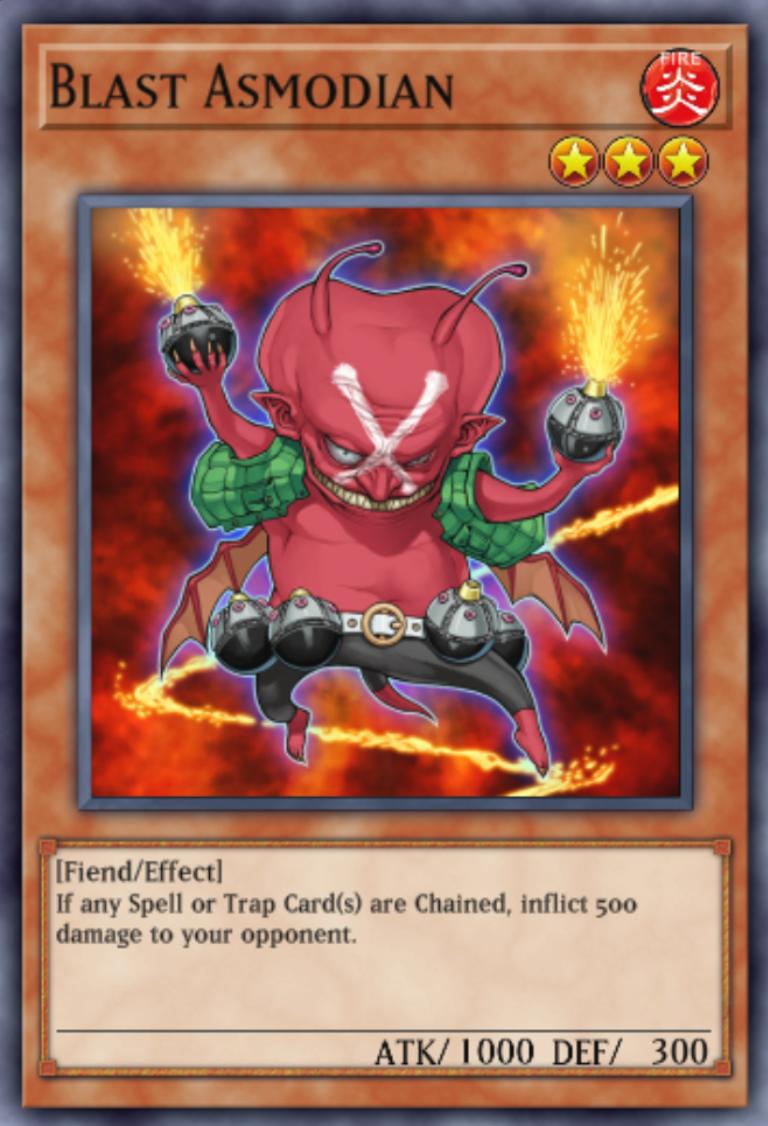 BLAST ASMODIAN
FIRE
炎
[Fiend/Effect]
If any Spell or Trap Card(s) are Chained, inflict 500
damage to your opponent.
ATK/ 1000 DEF/ 300